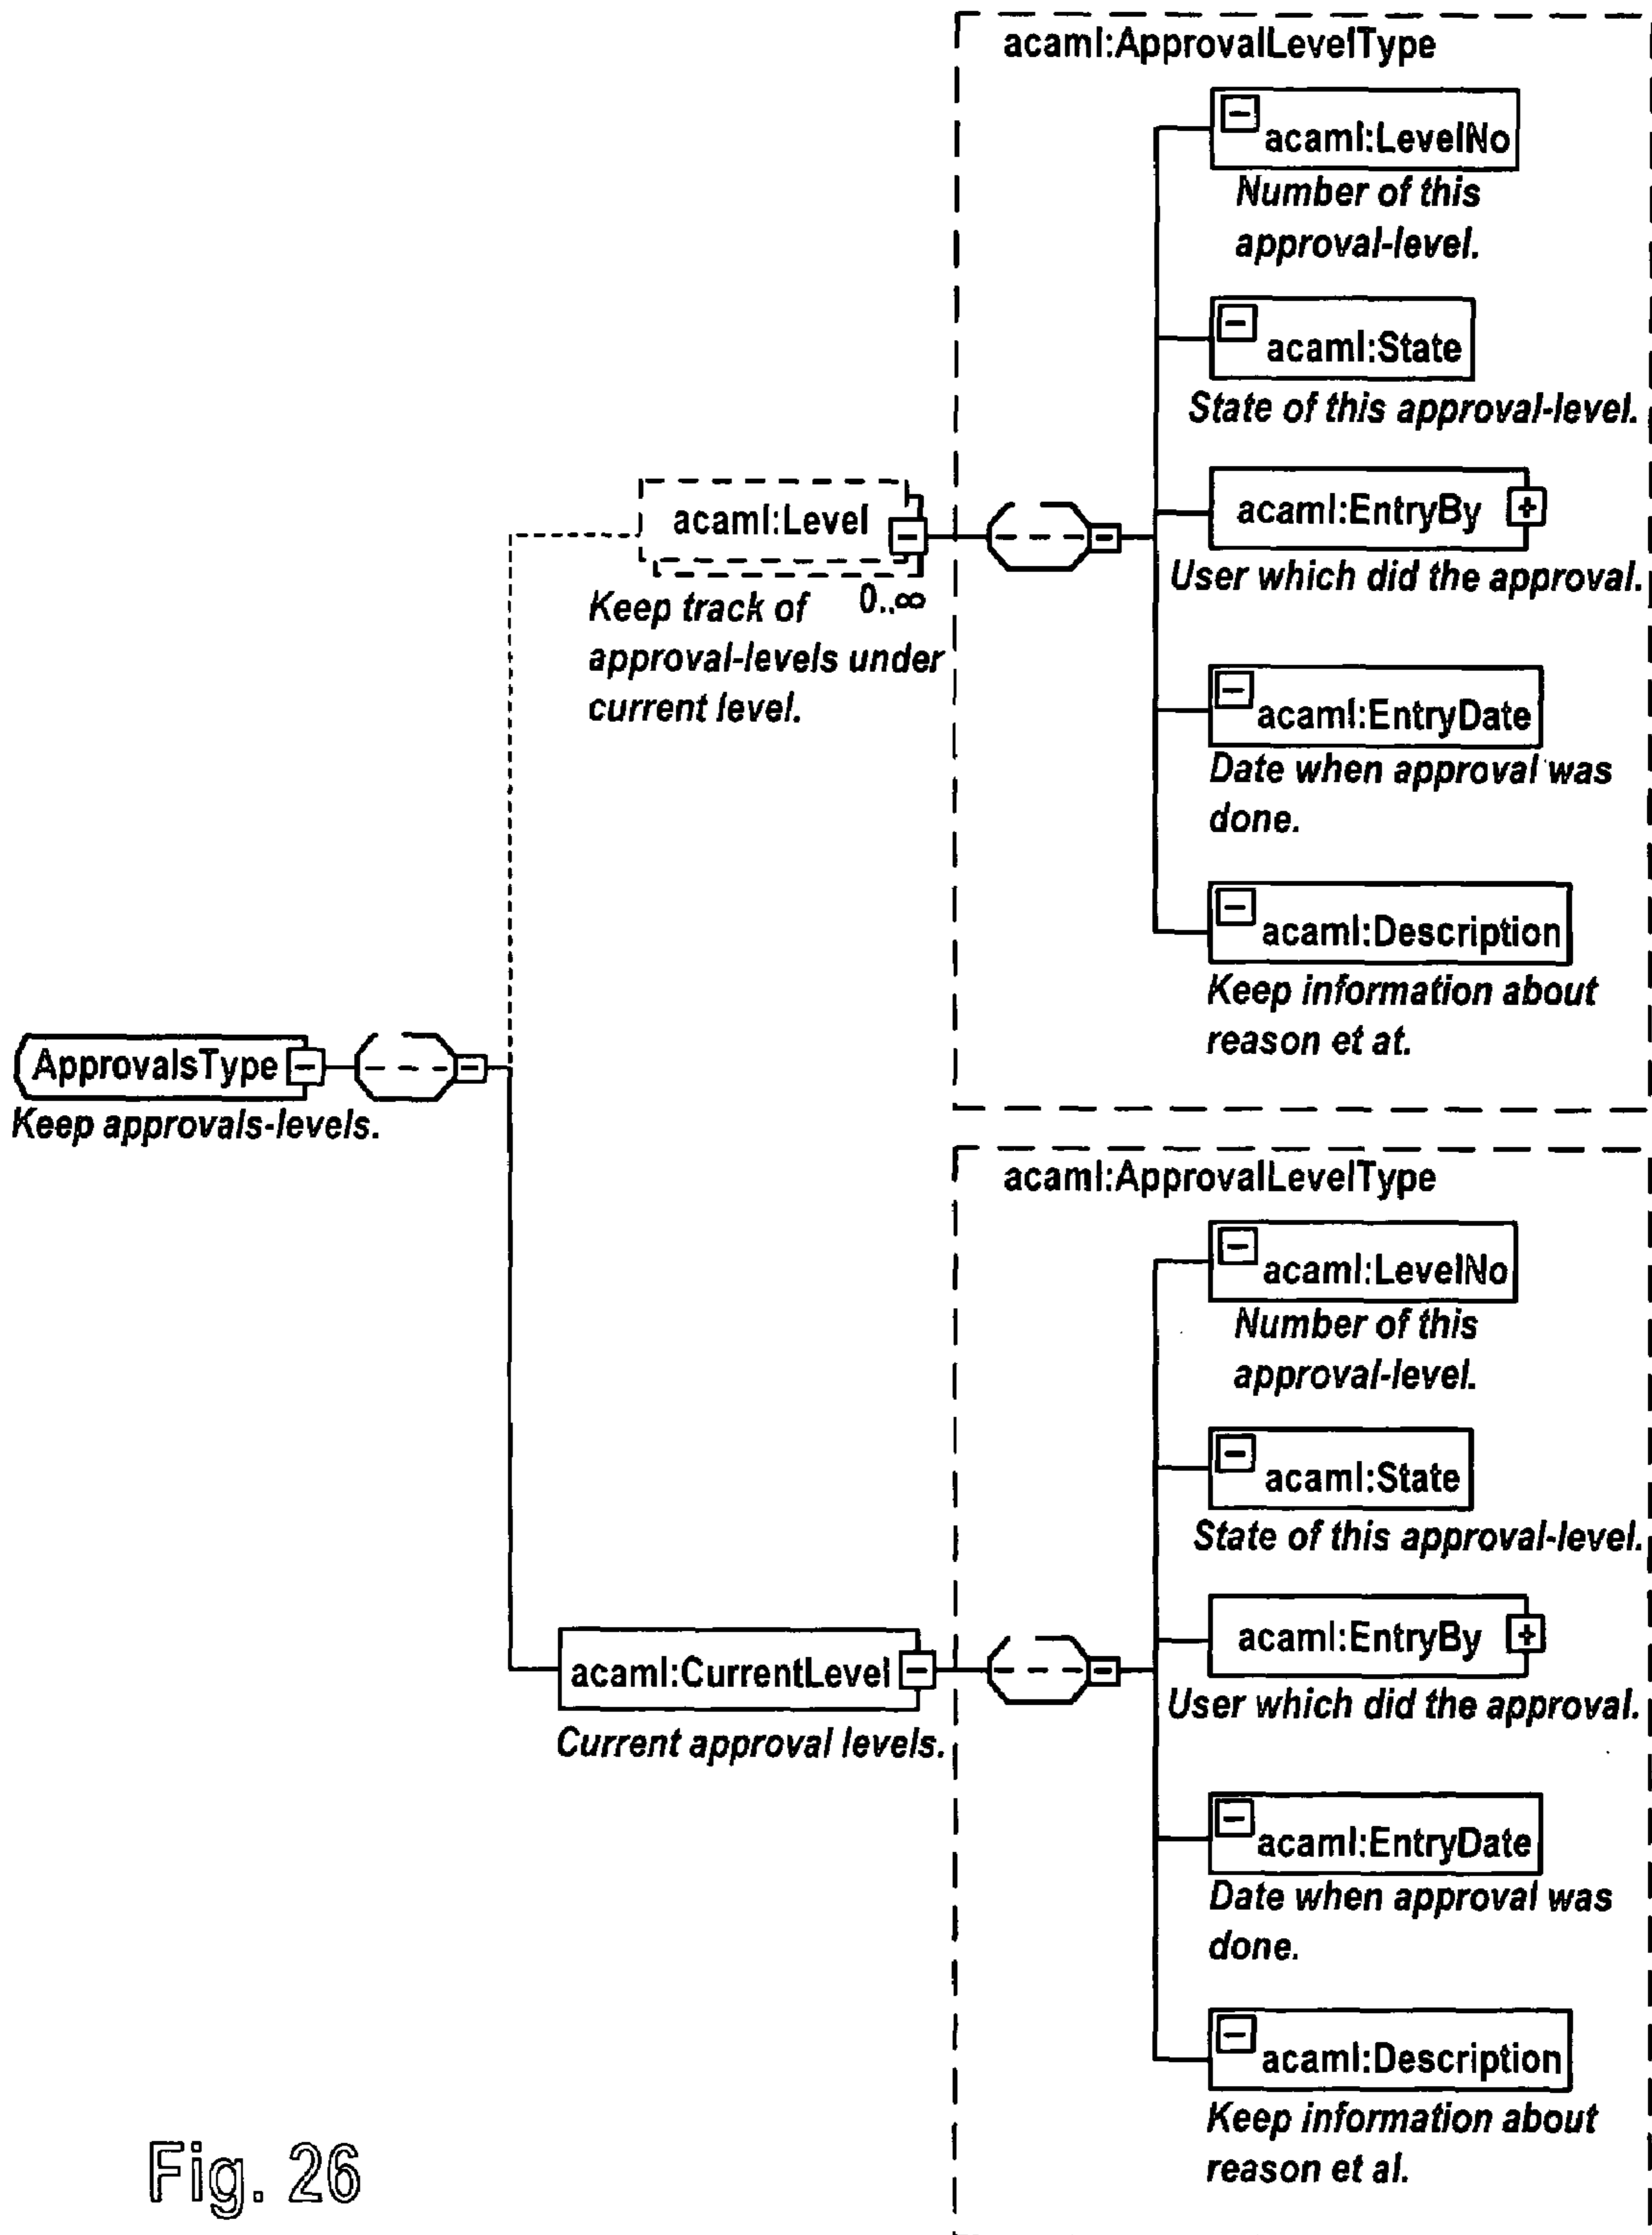 acaml:ApprovalLevelType
acaml:LevelNo
Number of this
approval-level.
acaml:State
State of this approval-level.
acaml:Level
0..∞
Keep track of
approval-levels under
current level.
acaml:EntryBy
User which did the approval.
acaml:EntryDate
Date when approval was
done.
acaml:Description
Keep information about
reason et at.
ApprovalsType
Keep approvals-levels.
acaml:ApprovalLevelType
acaml:LevelNo
Number of this
approval-level.
acaml:State
State of this approval-level.
acaml:EntryBy
User which did the approval.
acaml:CurrentLevel
Current approval levels.
acaml:EntryDate
Date when approval was
done.
acaml:Description
Keep information about
reason et al.
Fig. 26